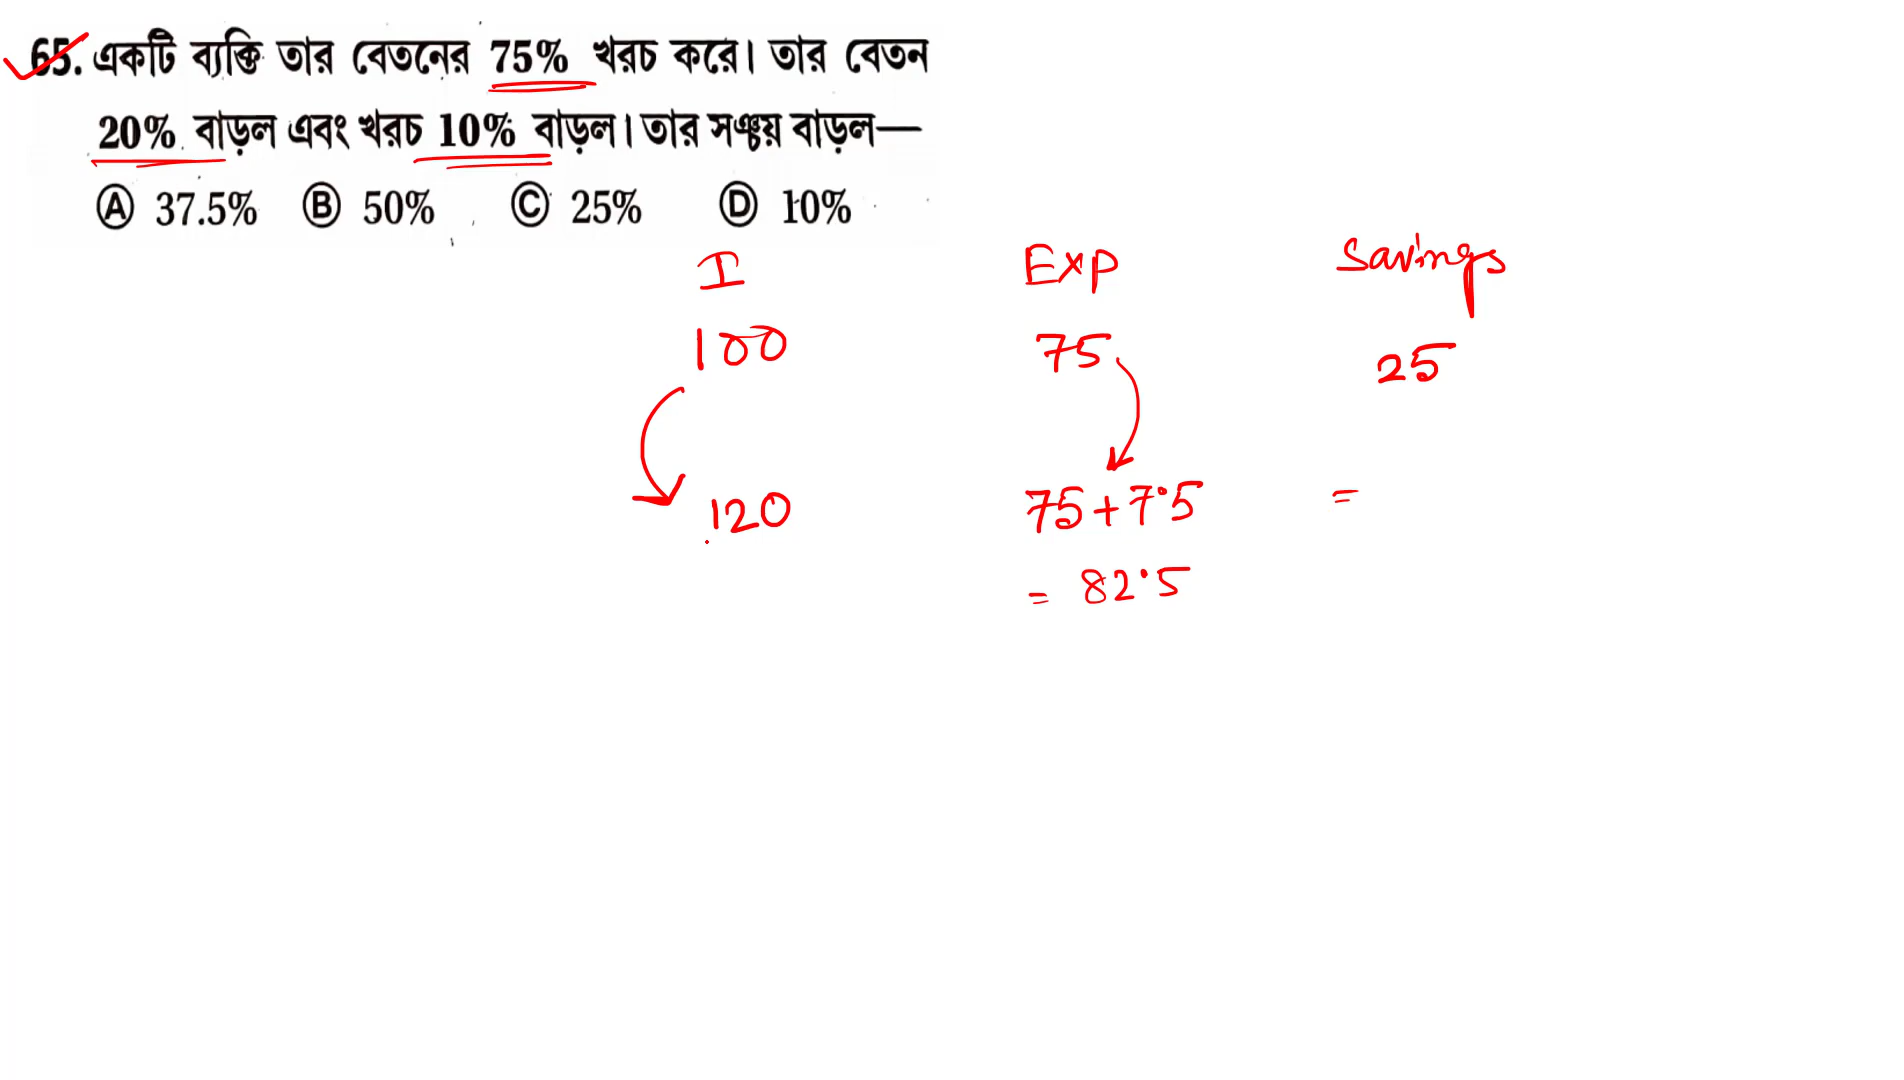 65. একটি ব্যক্তি তার বেতনের 75% খরচ করে। তার বেতন
20% বাড়ল এবং খরচ 10% বাড়ল। তার সঞ্চয় বাড়ল—
Ⓐ 37.5% Ⓑ 50% Ⓒ 25% Ⓓ 10%
I Exp Savings
100 75 25
120 75+7.5 =
= 82.5